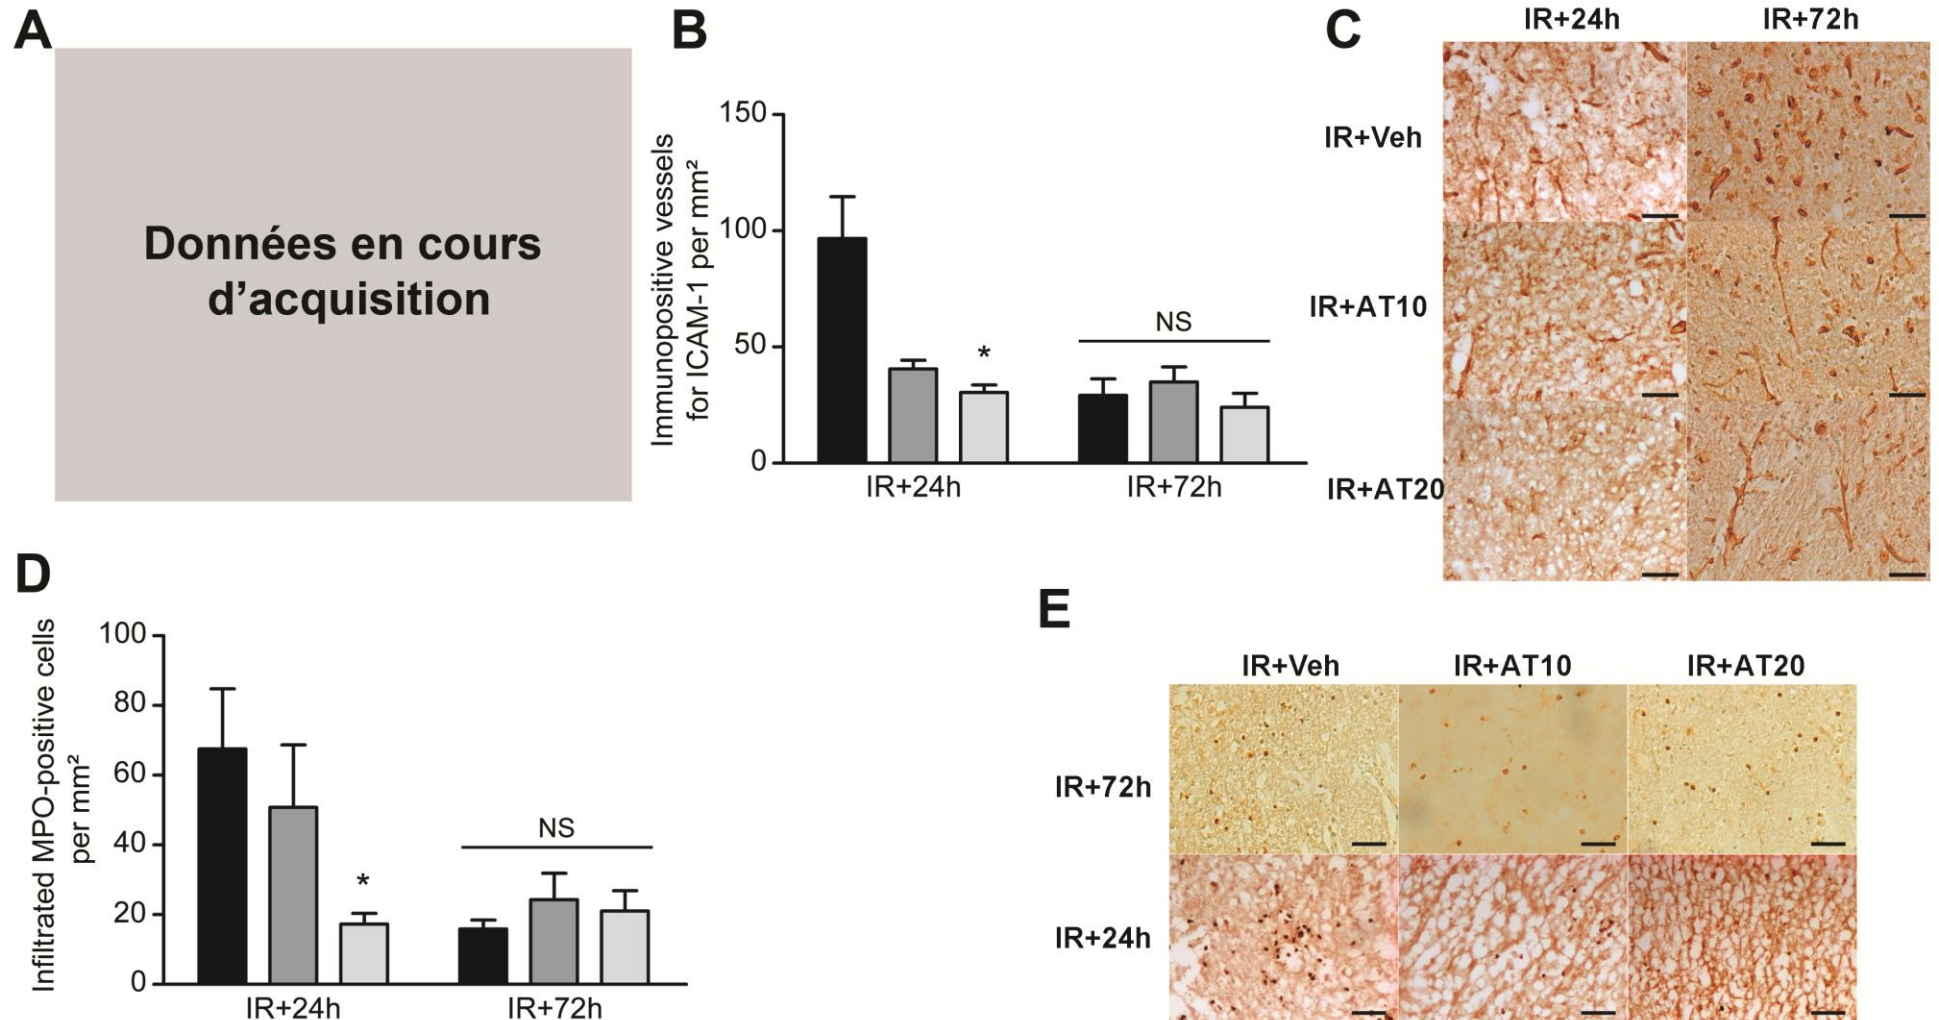 A
Données en cours
d’acquisition
B
Immunopositive vessels
for ICAM-1 per mm²
150
100
50
0
*
NS
IR+24h
IR+72h
C
IR+24h
IR+72h
IR+Veh
IR+AT10
IR+AT20
D
Infiltrated MPO-positive cells
per mm²
100
80
60
40
20
0
*
NS
IR+24h
IR+72h
E
IR+Veh
IR+AT10
IR+AT20
IR+72h
IR+24h